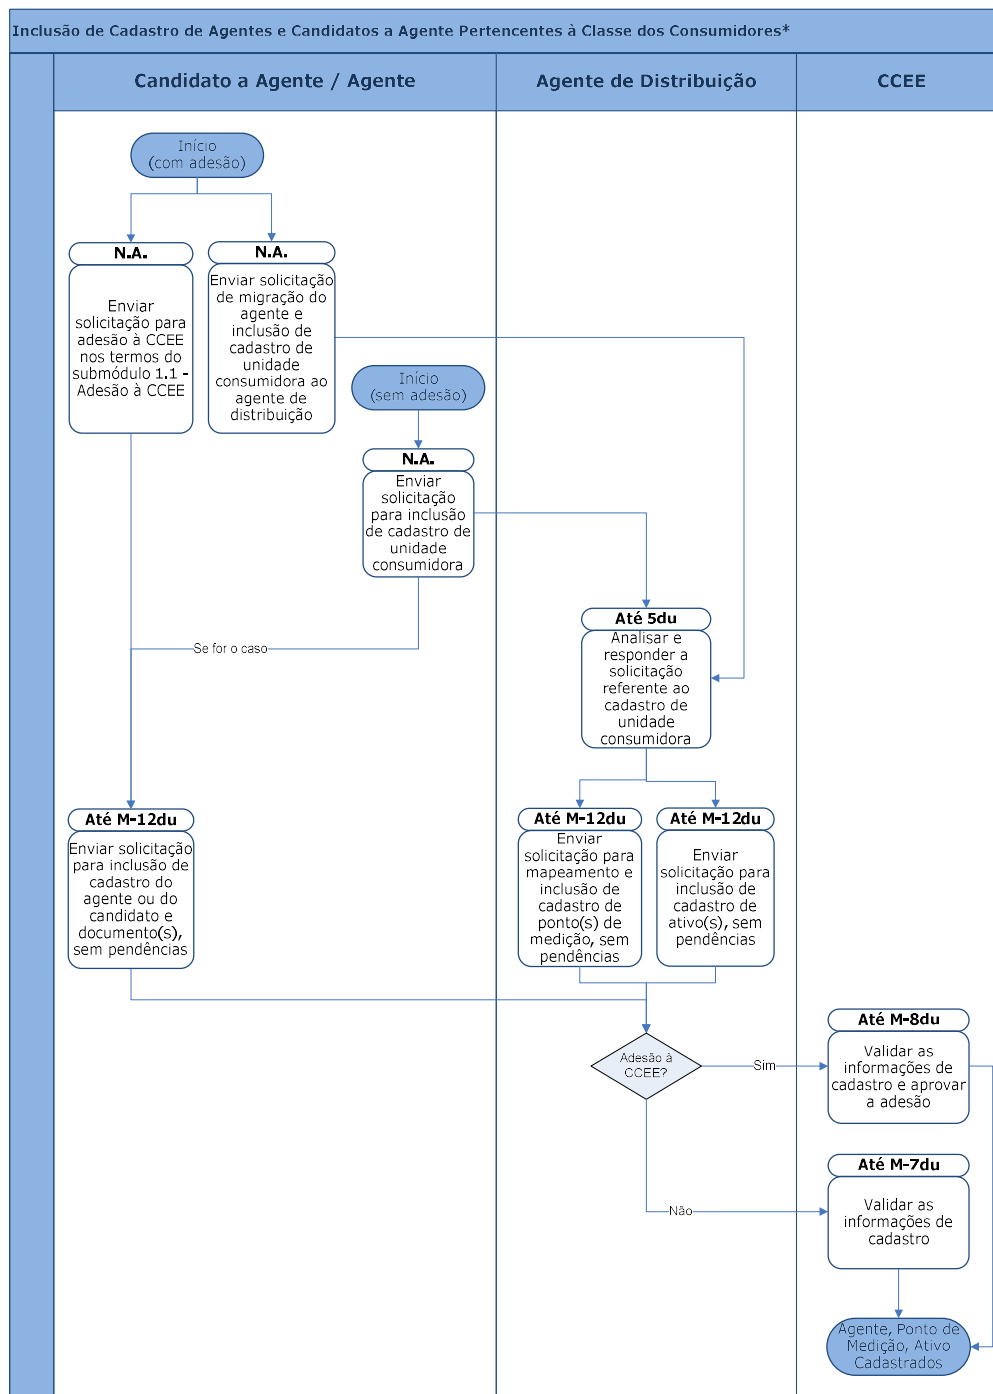 Inclusão de Cadastro de Agentes e Candidatos a Agente Pertencentes à Classe dos Consumidores*
Candidato a Agente / Agente
Agente de Distribuição
CCEE
Início
(com adesão)
N.A.
Enviar
solicitação para
adesão à CCEE
nos termos do
submódulo 1.1 -
Adesão à CCEE
N.A.
Enviar solicitação
de migração do
agente e
inclusão de
cadastro de
unidade
consumidora ao
agente de
distribuição
Início
(sem adesão)
N.A.
Enviar
solicitação
para inclusão
de cadastro de
unidade
consumidora
Se for o caso
Até 5du
Analisar e
responder a
solicitação
referente ao
cadastro de
unidade
consumidora
Até M-12du
Enviar solicitação
para inclusão de
cadastro do
agente ou do
candidato e
documento(s),
sem pendências
Até M-12du
Enviar
solicitação para
mapeamento e
inclusão de
cadastro de
ponto(s) de
medição, sem
pendências
Até M-12du
Enviar
solicitação para
inclusão de
cadastro de
ativo(s), sem
pendências
Adesão à
CCEE?
Sim
Até M-8du
Validar as
informações de
cadastro e aprovar
a adesão
Não
Até M-7du
Validar as
informações de
cadastro
Agente, Ponto de
Medição, Ativo
Cadastrados